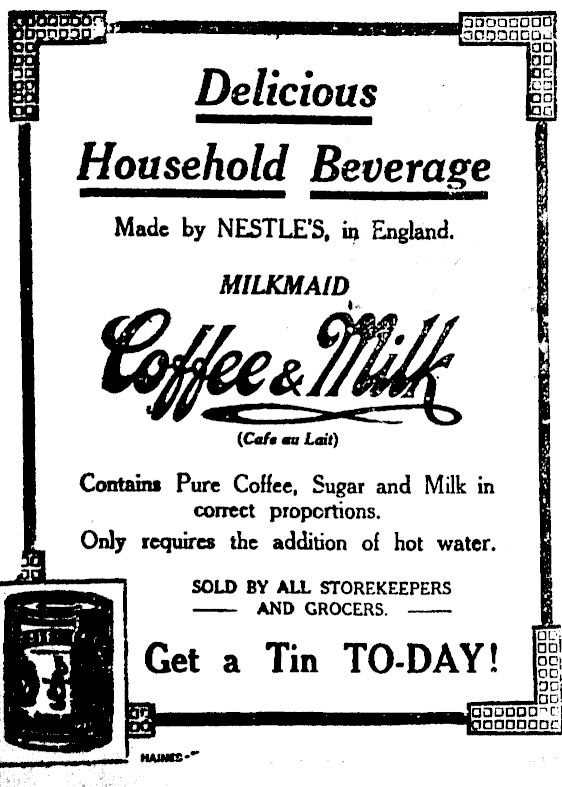 Delicious
Household Beverage
Made by NESTLE'S, in England.
MILKMAID
Coffee & Milk
(Cafe au Lait)
Contains Pure Coffee, Sugar and Milk in
correct proportions.
Only requires the addition of hot water.
SOLD BY ALL STOREKEEPERS
AND GROCERS.
Get a Tin TO-DAY!
HAINES